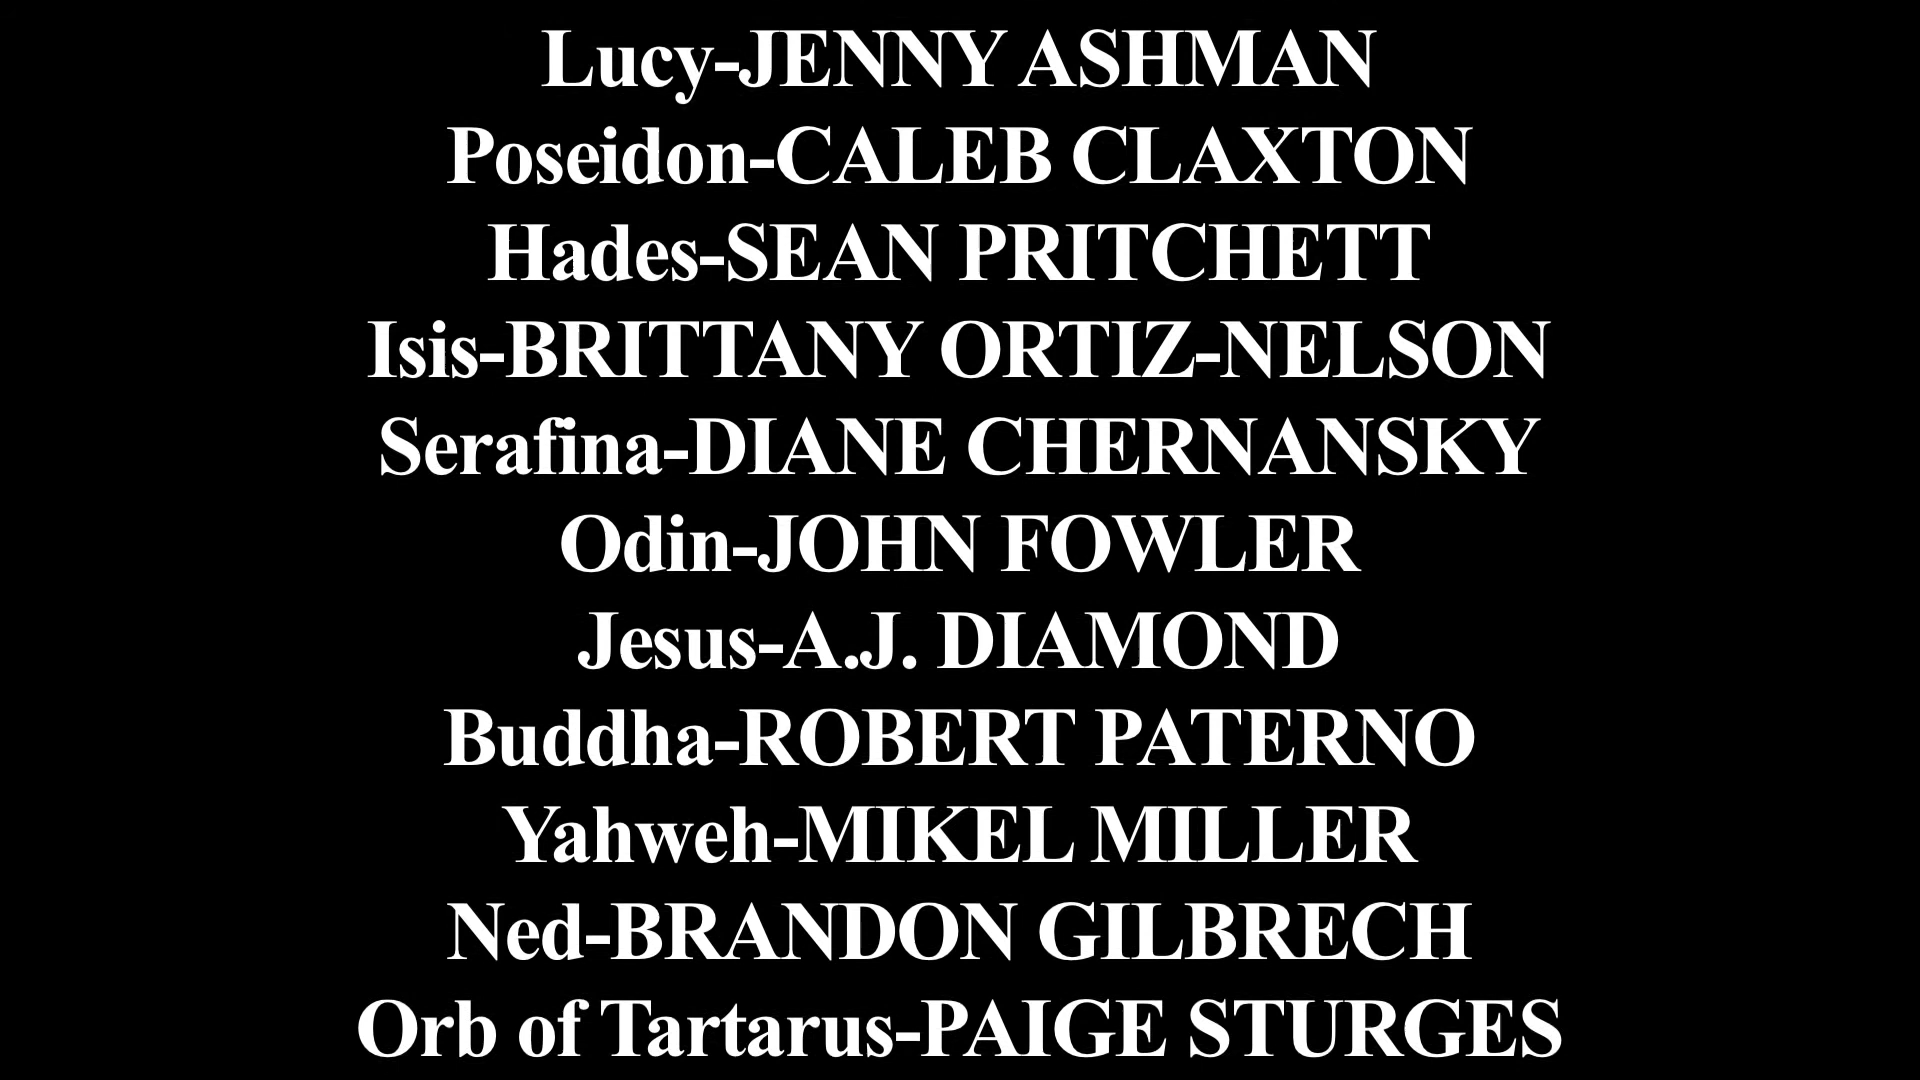 Lucy-JENNY ASHMAN
Poseidon-CALEB CLAXTON
Hades-SEAN PRITCHETT
Isis-BRITTANY ORTIZ-NELSON
Serafina-DIANE CHERNANSKY
Odin-JOHN FOWLER
Jesus-A.J. DIAMOND
Buddha-ROBERT PATERNO
Yahweh-MIKEL MILLER
Ned-BRANDON GILBRECH
Orb of Tartarus-PAIGE STURGES